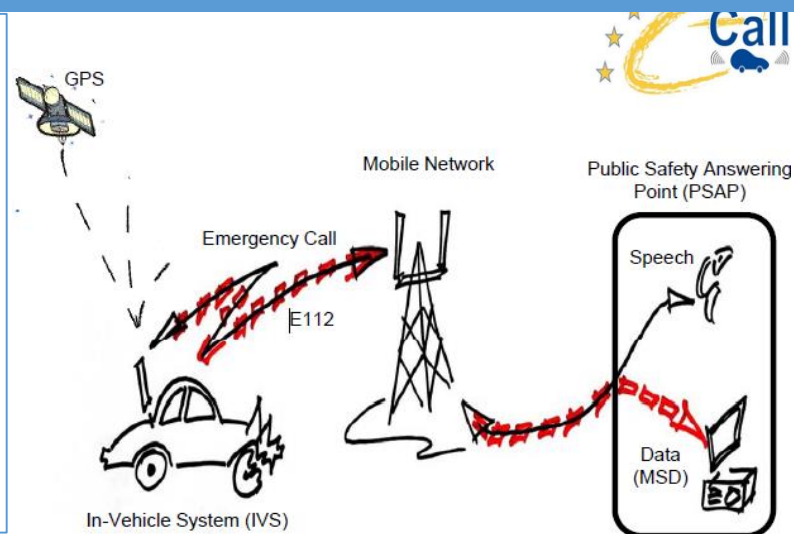 Call
GPS
Mobile Network
Public Safety Answering
Point (PSAP)
Emergency Call
E112
Speech
Data
(MSD)
In-Vehicle System (IVS)